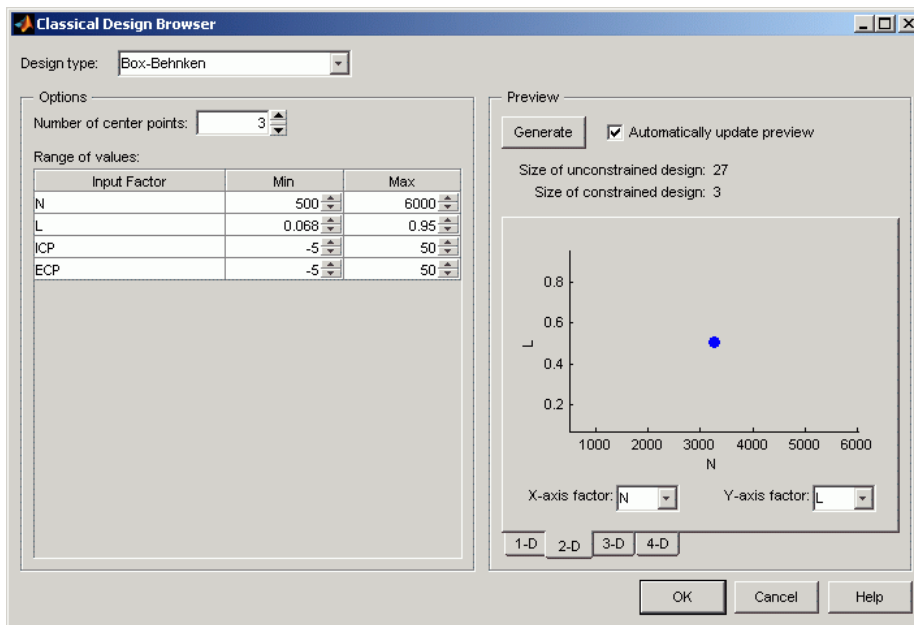 Classical Design Browser
Design type: Box-Behnken
Options
Number of center points: 3
Range of values:
Input Factor Min Max
N 500 6000
L 0.068 0.95
ICP -5 50
ECP -5 50
Preview
Generate Automatically update preview
Size of unconstrained design: 27
Size of constrained design: 3
0.8
0.6
0.4
0.2
L
1000 2000 3000 4000 5000 6000
N
X-axis factor: N Y-axis factor: L
1-D 2-D 3-D 4-D
OK Cancel Help